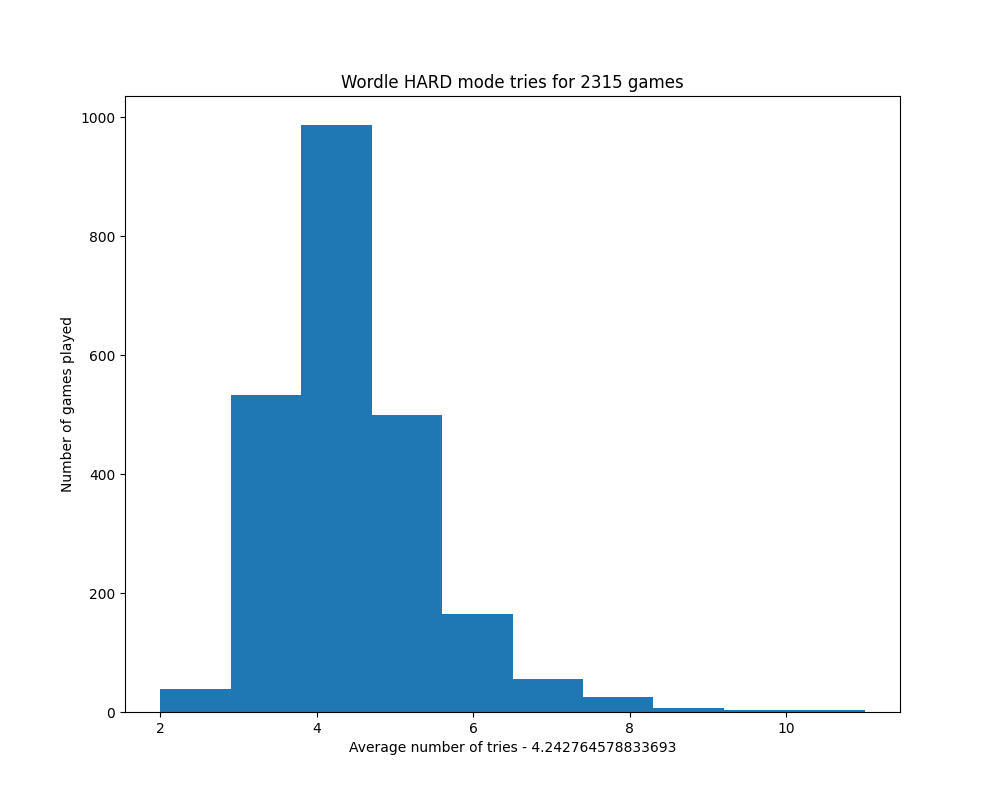 Wordle HARD mode tries for 2315 games
1000
800
600
400
200
0
Number of games played
2 4 6 8 10
Average number of tries - 4.242764578833693